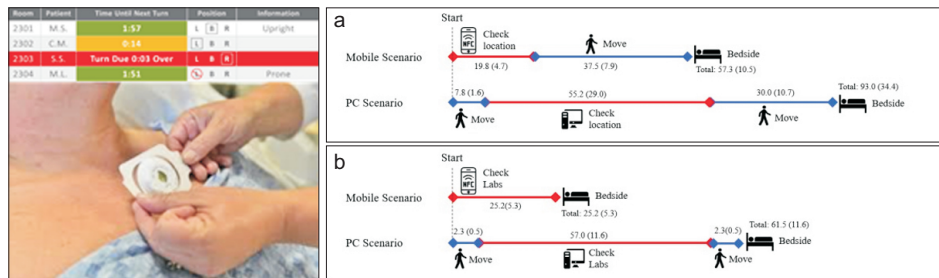 Room Patient Time Until Next Turn Position Information
2301 M.S. 1:57 L B R Upright
2302 C.M. 0:14 L B R
2303 S.S. Turn Due 0:03 Over L B R
2304 M.L. 1:51 L B R Prone
a
Start
NFC
Check
location
Move
Mobile Scenario
Bedside
19.8 (4.7)
37.5 (7.9)
Total: 57.3 (10.5)
7.8 (1.6)
55.2 (29.0)
30.0 (10.7)
Total: 93.0 (34.4)
PC Scenario
Bedside
Move
Check
location
Move
b
Start
NFC
Check
Labs
Mobile Scenario
Bedside
25.2(5.3)
Total: 25.2 (5.3)
2.3 (0.5)
57.0 (11.6)
2.3(0.5)
Total: 61.5 (11.6)
PC Scenario
Bedside
Move
Check
Labs
Move